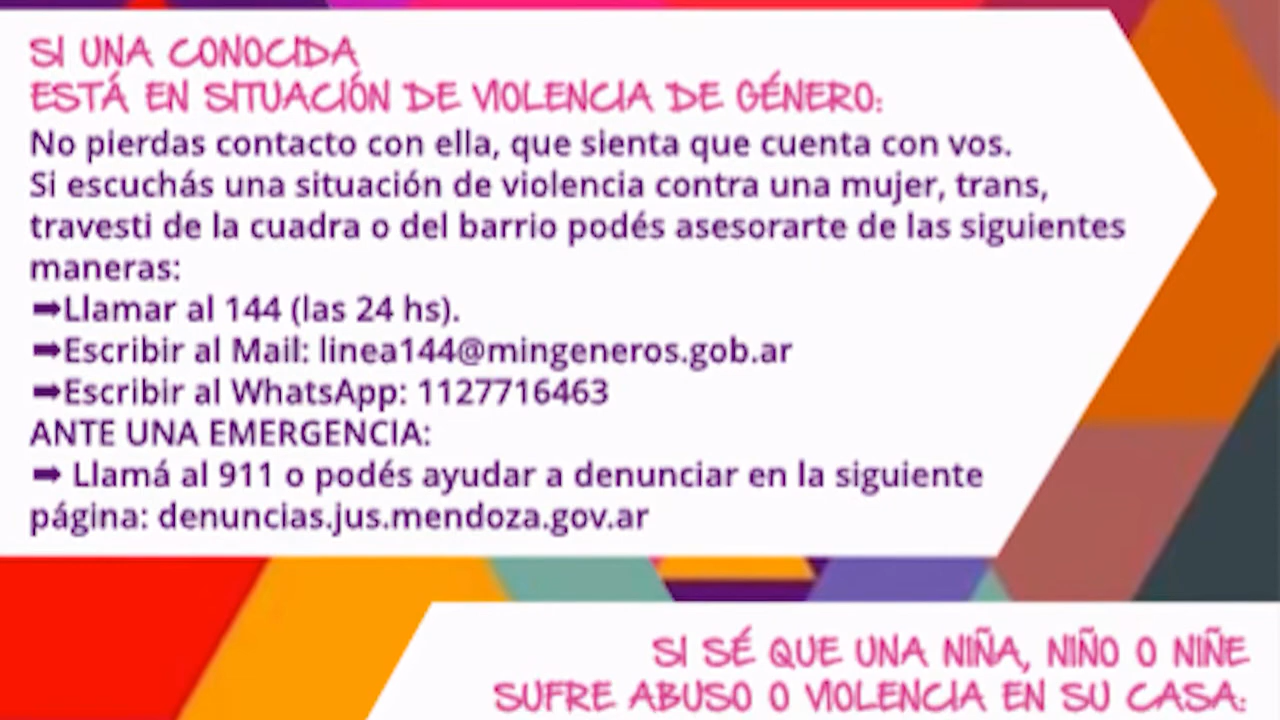 SI UNA CONOCIDA
ESTÁ EN SITUACIÓN DE VIOLENCIA DE GÉNERO:
No pierdas contacto con ella, que sienta que cuenta con vos.
Si escuchás una situación de violencia contra una mujer, trans,
travesti de la cuadra o del barrio podés asesorarte de las siguientes
maneras:
➡Llamar al 144 (las 24 hs).
➡Escribir al Mail: linea144@mingeneros.gob.ar
➡Escribir al WhatsApp: 1127716463
ANTE UNA EMERGENCIA:
➡ Llamá al 911 o podés ayudar a denunciar en la siguiente
página: denuncias.jus.mendoza.gov.ar
SI SÉ QUE UNA NIÑA, NIÑO O NIÑE
SUFRE ABUSO O VIOLENCIA EN SU CASA: